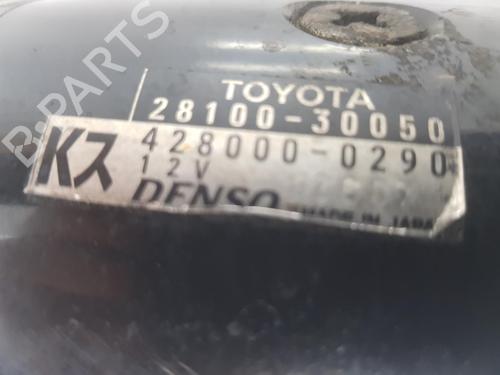 B-PARTS
TOYOTA
28100-30050
Kス
428000-0290
12V
DENSO MADE IN JAPAN